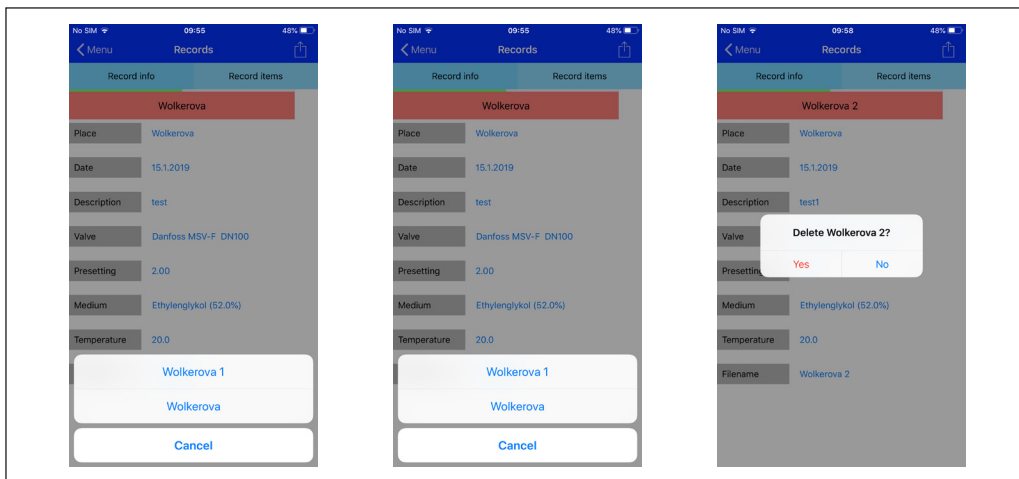 No SIM 09:55 48%
Menu Records
Record info Record items
Wolkerova
Place Wolkerova
Date 15.1.2019
Description test
Valve Danfoss MSV-F DN100
Presetting 2.00
Medium Ethylenglykol (52.0%)
Temperature 20.0
Wolkerova 1
Wolkerova
Cancel
No SIM 09:55 48%
Menu Records
Record info Record items
Wolkerova
Place Wolkerova
Date 15.1.2019
Description test
Valve Danfoss MSV-F DN100
Presetting 2.00
Medium Ethylenglykol (52.0%)
Temperature 20.0
Wolkerova 1
Wolkerova
Cancel
No SIM 09:58 48%
Menu Records
Record info Record items
Wolkerova 2
Place Wolkerova
Date 15.1.2019
Description test1
Valve
Delete Wolkerova 2?
Presetting
Yes No
Medium Ethylenglykol (52.0%)
Temperature 20.0
Filename Wolkerova 2